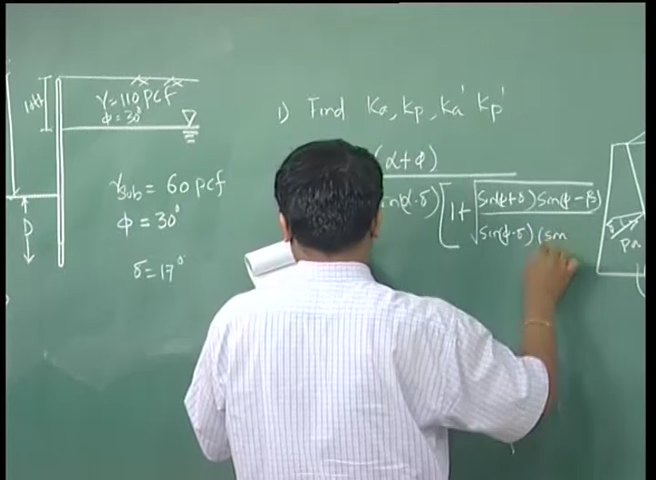 10ft
γ=110 pcf
φ=30°
γsub = 60 pcf
φ = 30°
δ=17°
D
1) Find Ka, Kp, Ka' Kp'
(α+φ)
sin(α-δ) [1+ √ sin(φ+δ) sin(φ-β)
sin(φ-δ) (sin
δ
pa